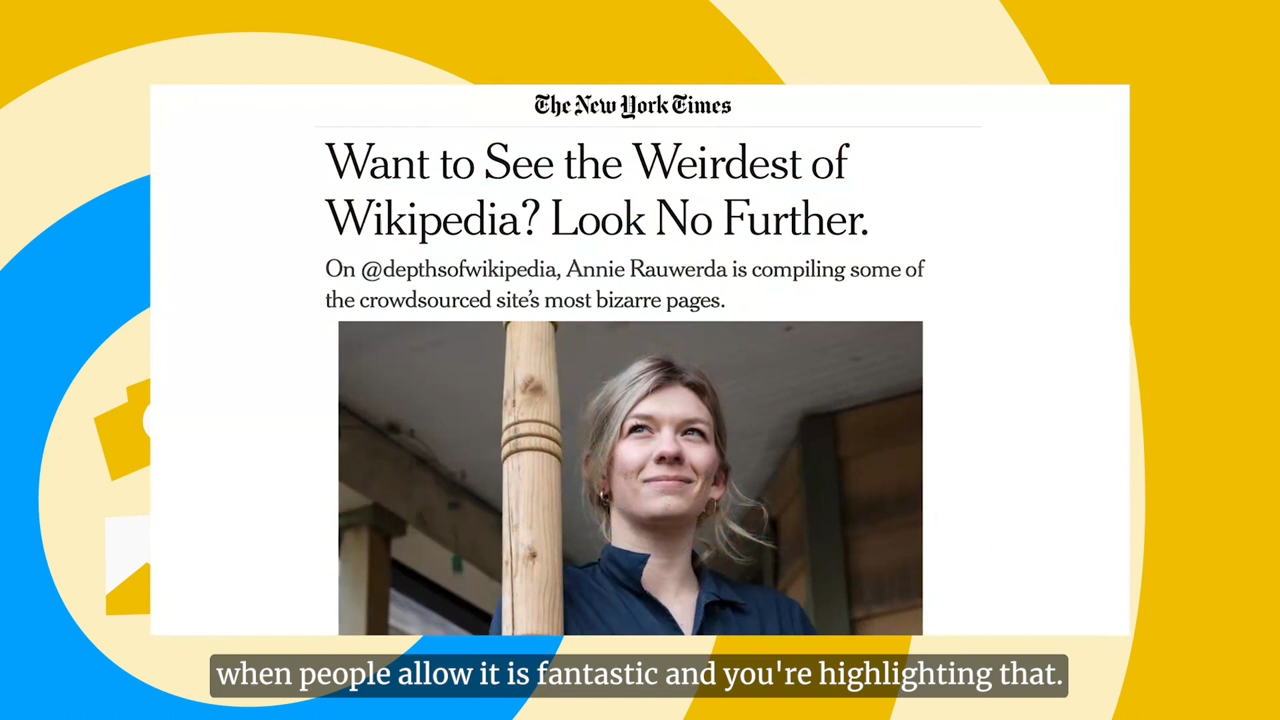 The New York Times
Want to See the Weirdest of
Wikipedia? Look No Further.
On @depthsofwikipedia, Annie Rauwerda is compiling some of
the crowdsourced site’s most bizarre pages.
when people allow it is fantastic and you're highlighting that.